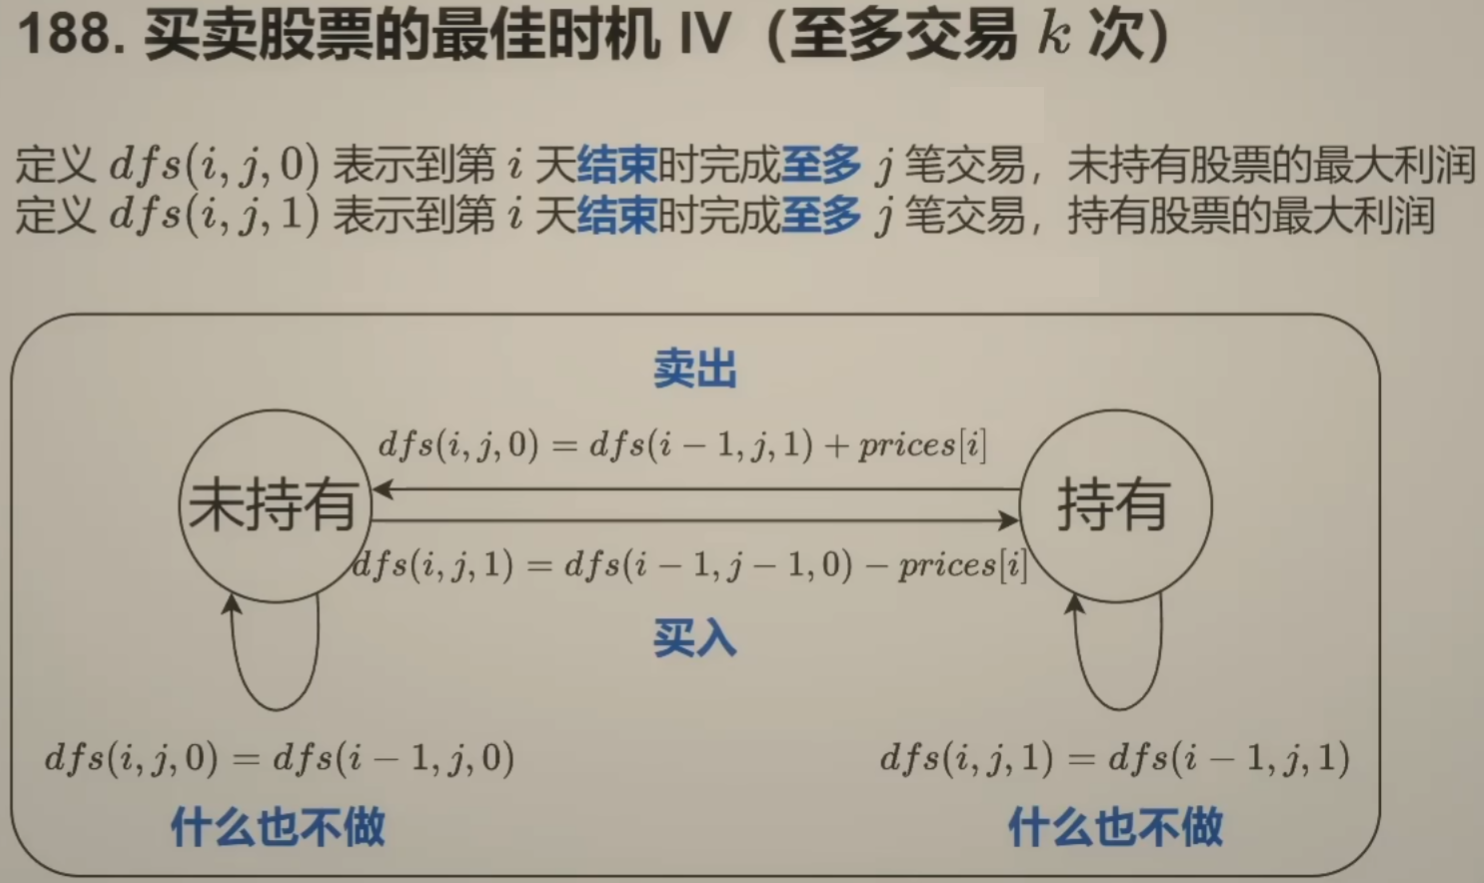 188. 买卖股票的最佳时机 IV（至多交易 k 次）
定义 dfs(i, j, 0) 表示到第 i 天结束时完成至多 j 笔交易，未持有股票的最大利润
定义 dfs(i, j, 1) 表示到第 i 天结束时完成至多 j 笔交易，持有股票的最大利润
卖出
dfs(i, j, 0) = dfs(i − 1, j, 1) + prices[i]
未持有
持有
dfs(i, j, 1) = dfs(i − 1, j − 1, 0) − prices[i]
买入
dfs(i, j, 0) = dfs(i − 1, j, 0)
dfs(i, j, 1) = dfs(i − 1, j, 1)
什么也不做
什么也不做